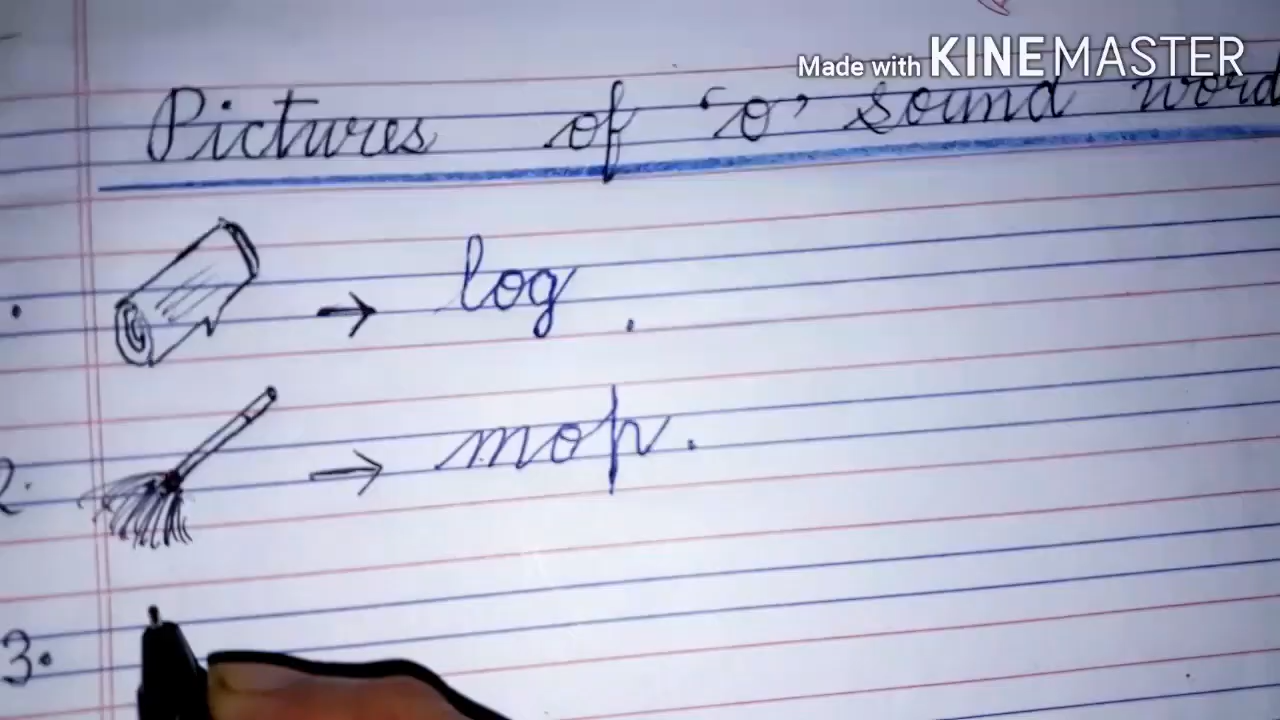 Made with KINEMASTER
Pictures of 'o' sound word
. → log.
2. → mop.
3.